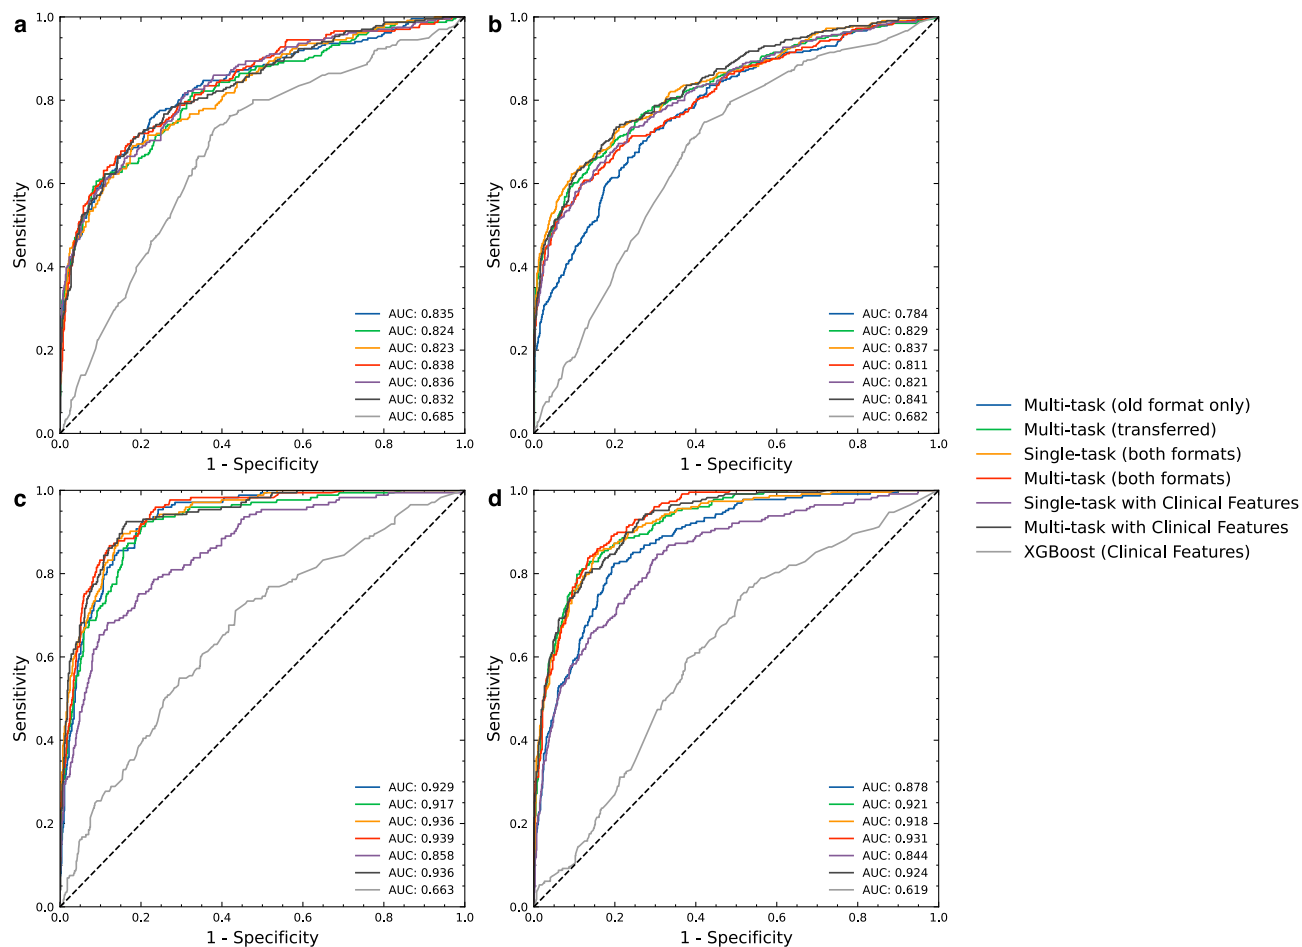 a
1.0
0.8
0.6
0.4
0.2
0.0
Sensitivity
AUC: 0.835
AUC: 0.824
AUC: 0.823
AUC: 0.838
AUC: 0.836
AUC: 0.832
AUC: 0.685
0.0 0.2 0.4 0.6 0.8 1.0
1 - Specificity
b
1.0
0.8
0.6
0.4
0.2
0.0
Sensitivity
AUC: 0.784
AUC: 0.829
AUC: 0.837
AUC: 0.811
AUC: 0.821
AUC: 0.841
AUC: 0.682
0.0 0.2 0.4 0.6 0.8 1.0
1 - Specificity
c
1.0
0.8
0.6
0.4
0.2
0.0
Sensitivity
AUC: 0.929
AUC: 0.917
AUC: 0.936
AUC: 0.939
AUC: 0.858
AUC: 0.936
AUC: 0.663
0.0 0.2 0.4 0.6 0.8 1.0
1 - Specificity
d
1.0
0.8
0.6
0.4
0.2
0.0
Sensitivity
AUC: 0.878
AUC: 0.921
AUC: 0.918
AUC: 0.931
AUC: 0.844
AUC: 0.924
AUC: 0.619
0.0 0.2 0.4 0.6 0.8 1.0
1 - Specificity
Multi-task (old format only)
Multi-task (transferred)
Single-task (both formats)
Multi-task (both formats)
Single-task with Clinical Features
Multi-task with Clinical Features
XGBoost (Clinical Features)